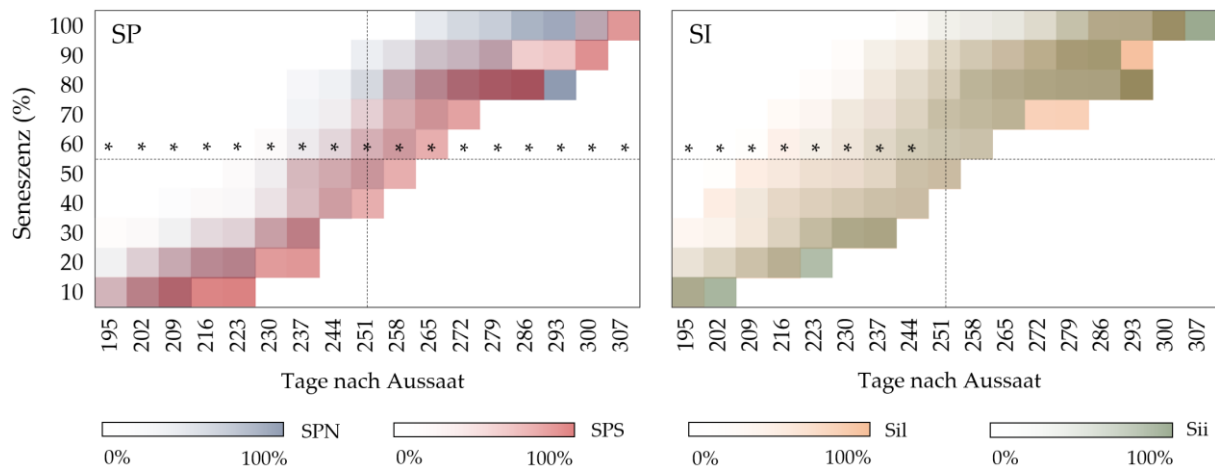 SP
SI
Seneszenz (%)
100
90
80
70
60
50
40
30
20
10
* * * * * * * * * * * * * * * * *
* * * * * * * *
195 202 209 216 223 230 237 244 251 258 265 272 279 286 293 300 307
195 202 209 216 223 230 237 244 251 258 265 272 279 286 293 300 307
Tage nach Aussaat
Tage nach Aussaat
SPN
0% 100%
SPS
0% 100%
Sil
0% 100%
Sii
0% 100%